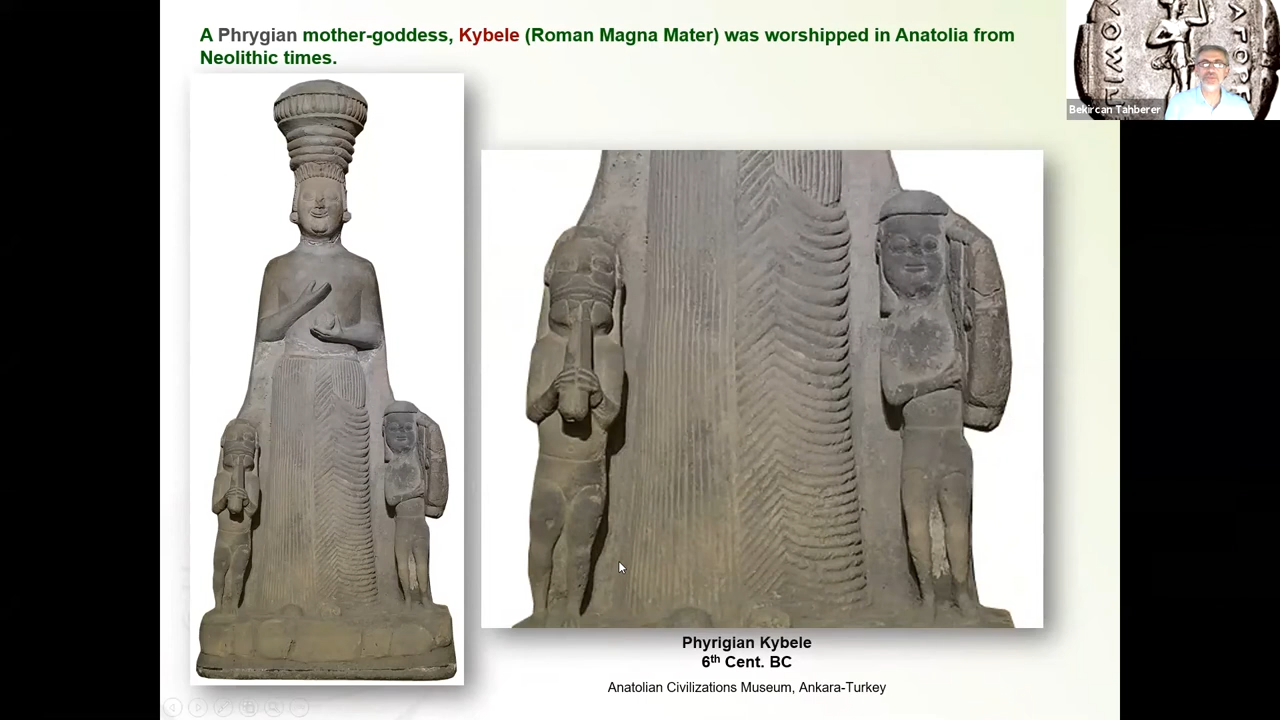 A Phrygian mother-goddess, Kybele (Roman Magna Mater) was worshipped in Anatolia from
Neolithic times.
Bekircan Tahberer
Phyrigian Kybele
6th Cent. BC
Anatolian Civilizations Museum, Ankara-Turkey